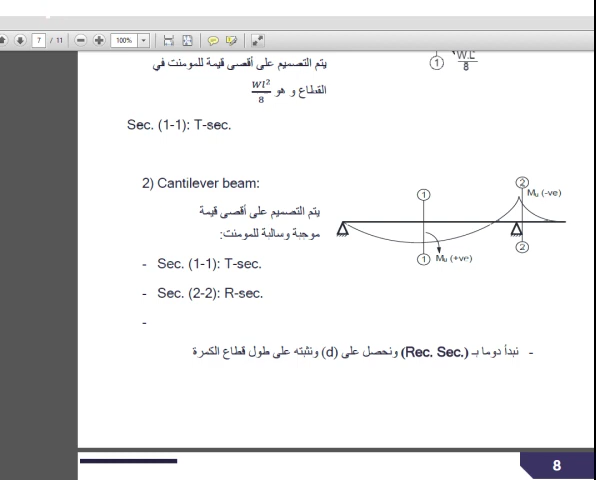 7 / 11
100%
يتم التصميم على أقصى قيمة للمومنت في
القطاع و هو Wl²/8
① W.L²/8
Sec. (1-1): T-sec.
2) Cantilever beam:
يتم التصميم على أقصى قيمة
موجبة وسالبة للمومنت:
- Sec. (1-1): T-sec.
- Sec. (2-2): R-sec.
-
① ② Mᵤ (-ve)
① Mᵤ (+ve) ②
- نبدأ دوما بـ (Rec. Sec.) ونحصل على (d) ونثبته على طول قطاع الكمرة
8